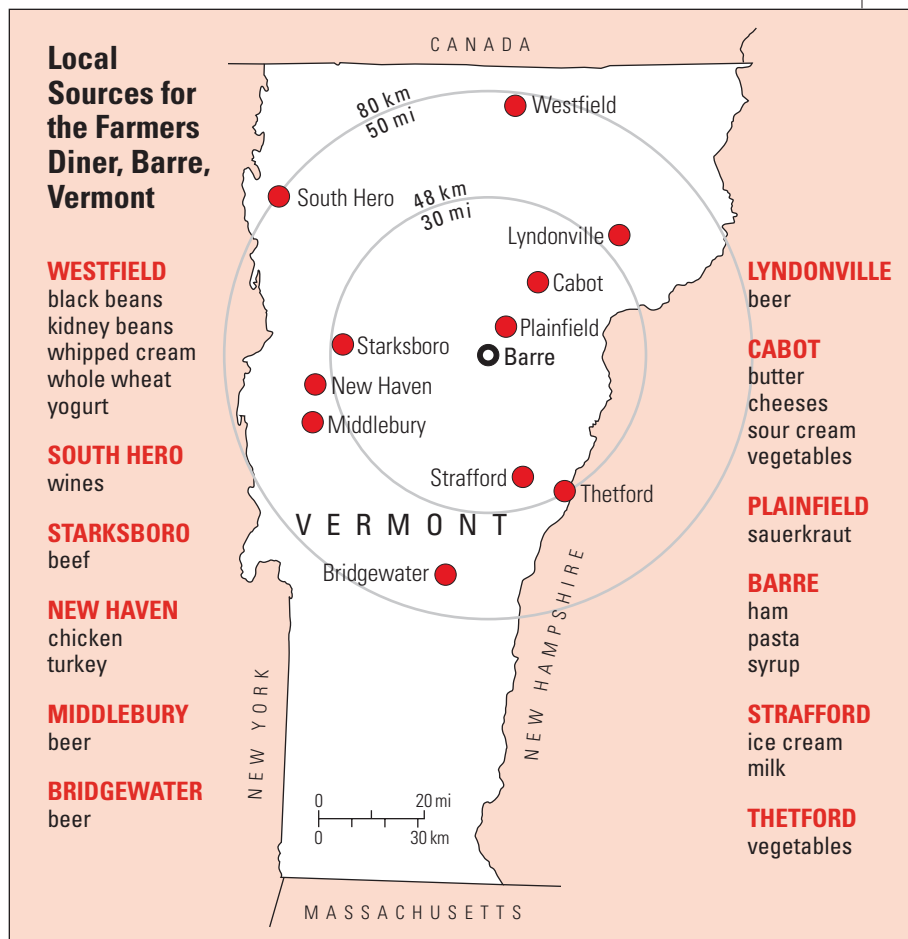 Local
Sources for
the Farmers
Diner, Barre,
Vermont
WESTFIELD
black beans
kidney beans
whipped cream
whole wheat
yogurt
SOUTH HERO
wines
STARKSBORO
beef
NEW HAVEN
chicken
turkey
MIDDLEBURY
beer
BRIDGEWATER
beer
CANADA
80 km
50 mi
Westfield
South Hero
48 km
30 mi
Lyndonville
Cabot
Plainfield
Starksboro
Barre
New Haven
Middlebury
Strafford
Thetford
VERMONT
Bridgewater
NEW YORK
NEW HAMPSHIRE
0 20 mi
0 30 km
MASSACHUSETTS
LYNDONVILLE
beer
CABOT
butter
cheeses
sour cream
vegetables
PLAINFIELD
sauerkraut
BARRE
ham
pasta
syrup
STRAFFORD
ice cream
milk
THETFORD
vegetables